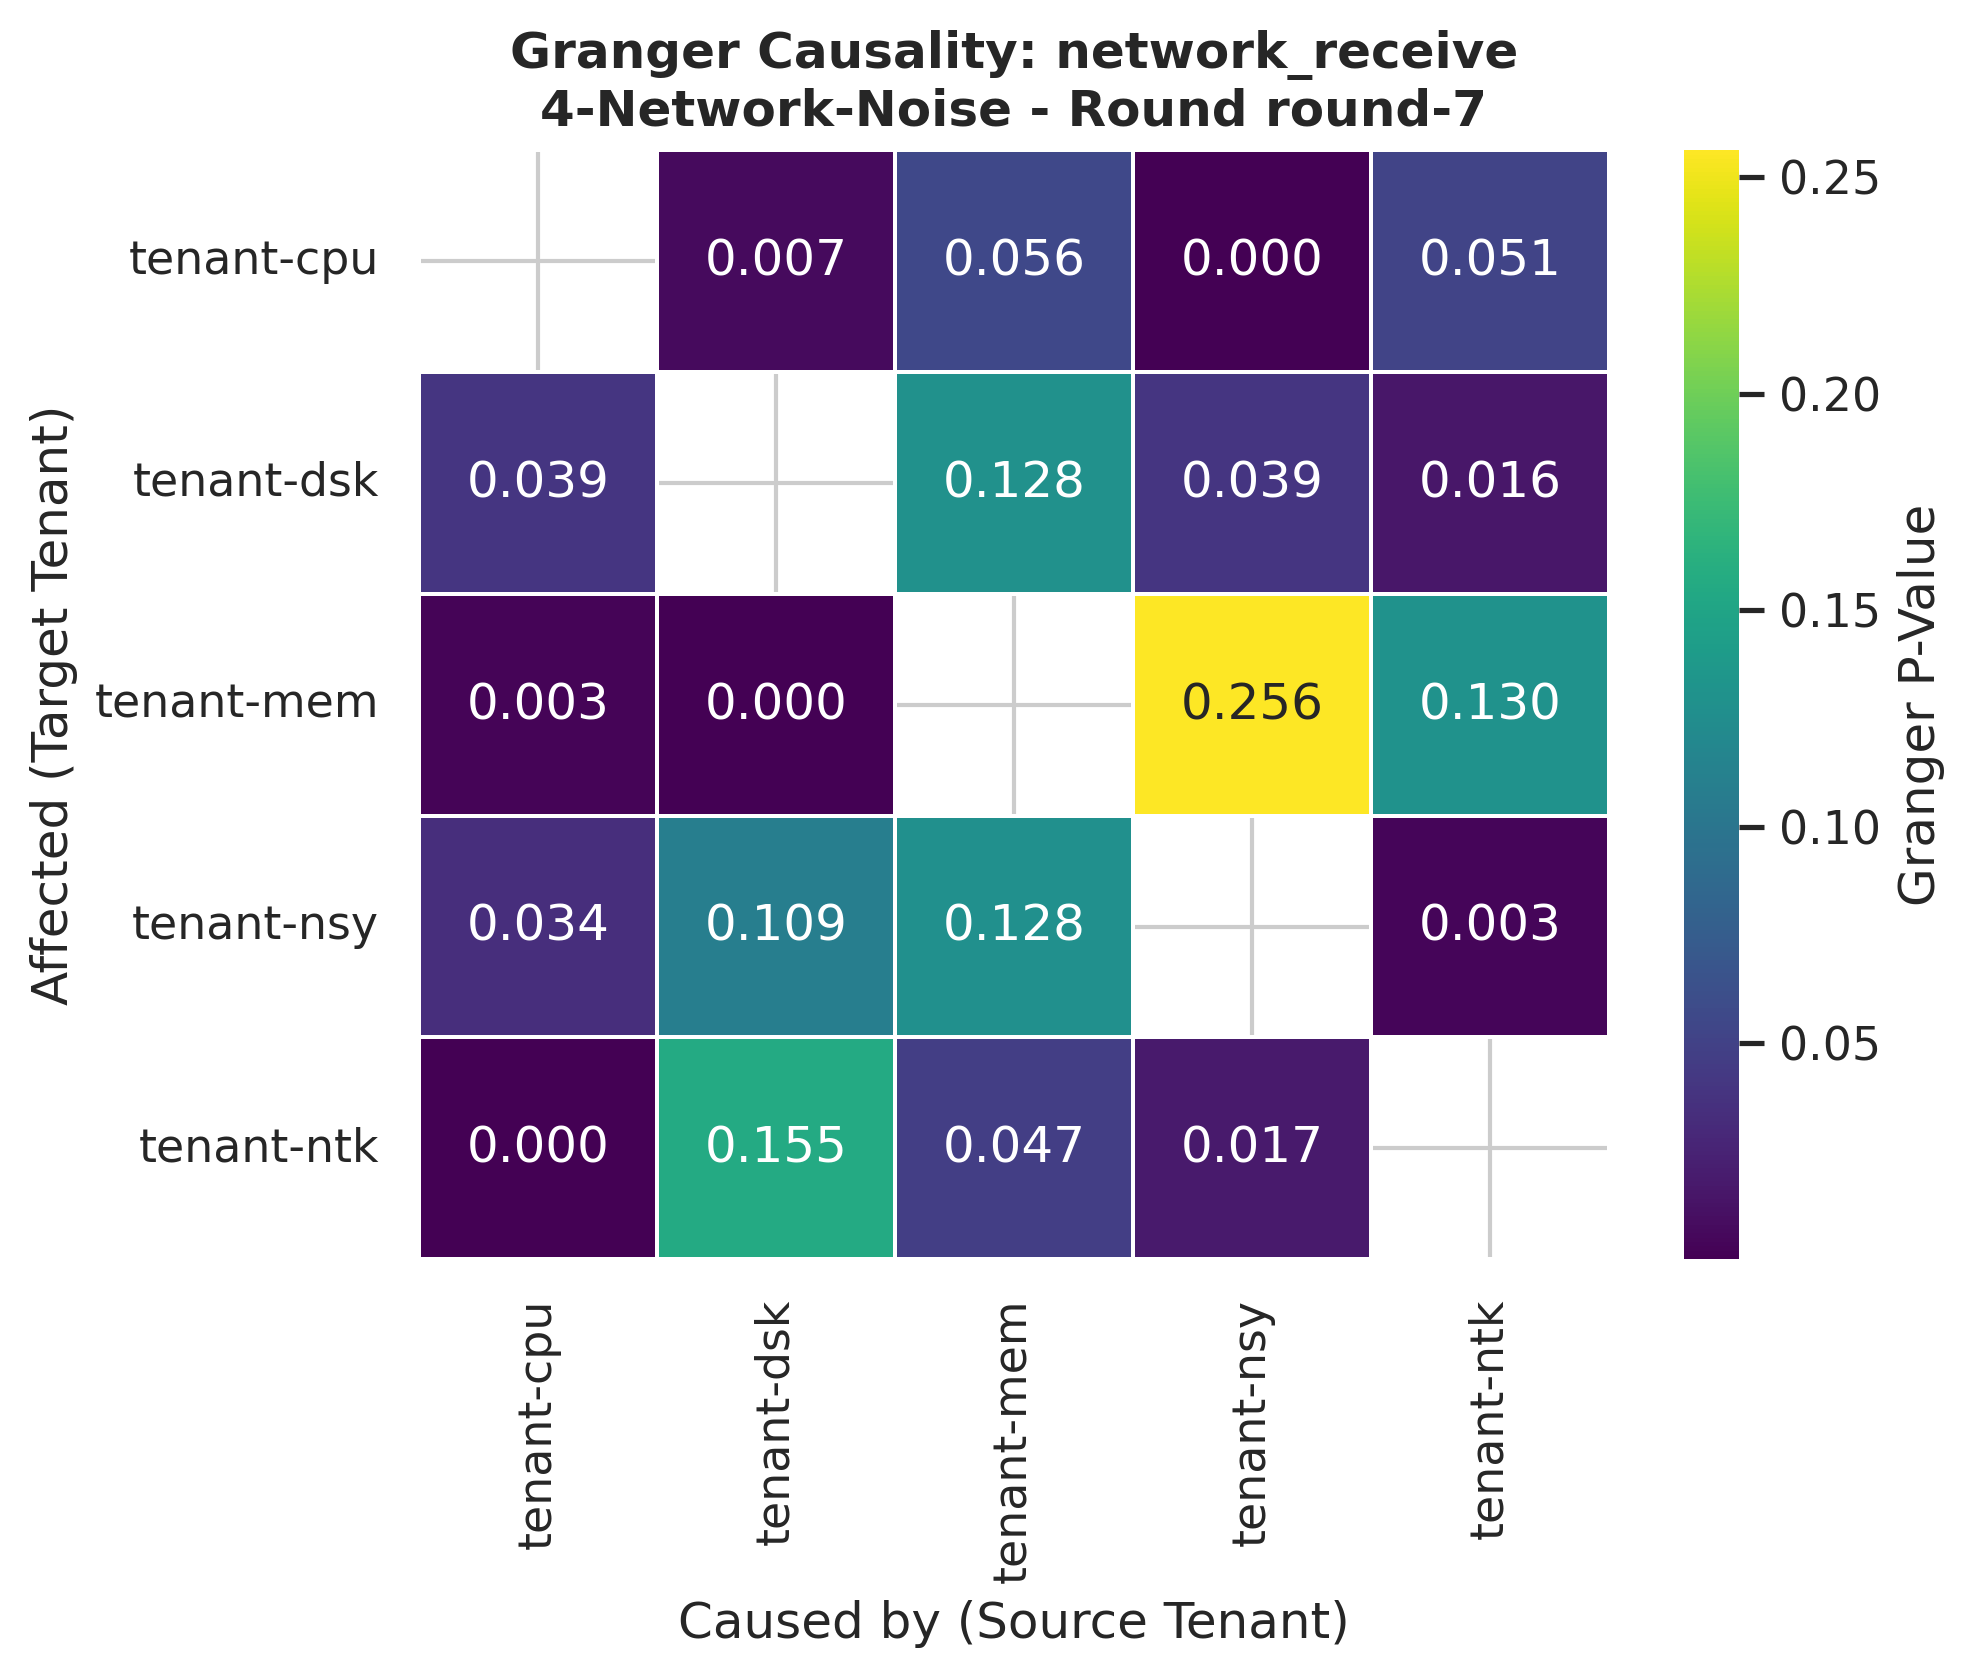 Granger Causality: network_receive
4-Network-Noise - Round round-7
Affected (Target Tenant)
tenant-cpu 0.007 0.056 0.000 0.051
tenant-dsk 0.039 0.128 0.039 0.016
tenant-mem 0.003 0.000 0.256 0.130
tenant-nsy 0.034 0.109 0.128 0.003
tenant-ntk 0.000 0.155 0.047 0.017
tenant-cpu
tenant-dsk
tenant-mem
tenant-nsy
tenant-ntk
Caused by (Source Tenant)
0.25
0.20
0.15
0.10
0.05
Granger P-Value